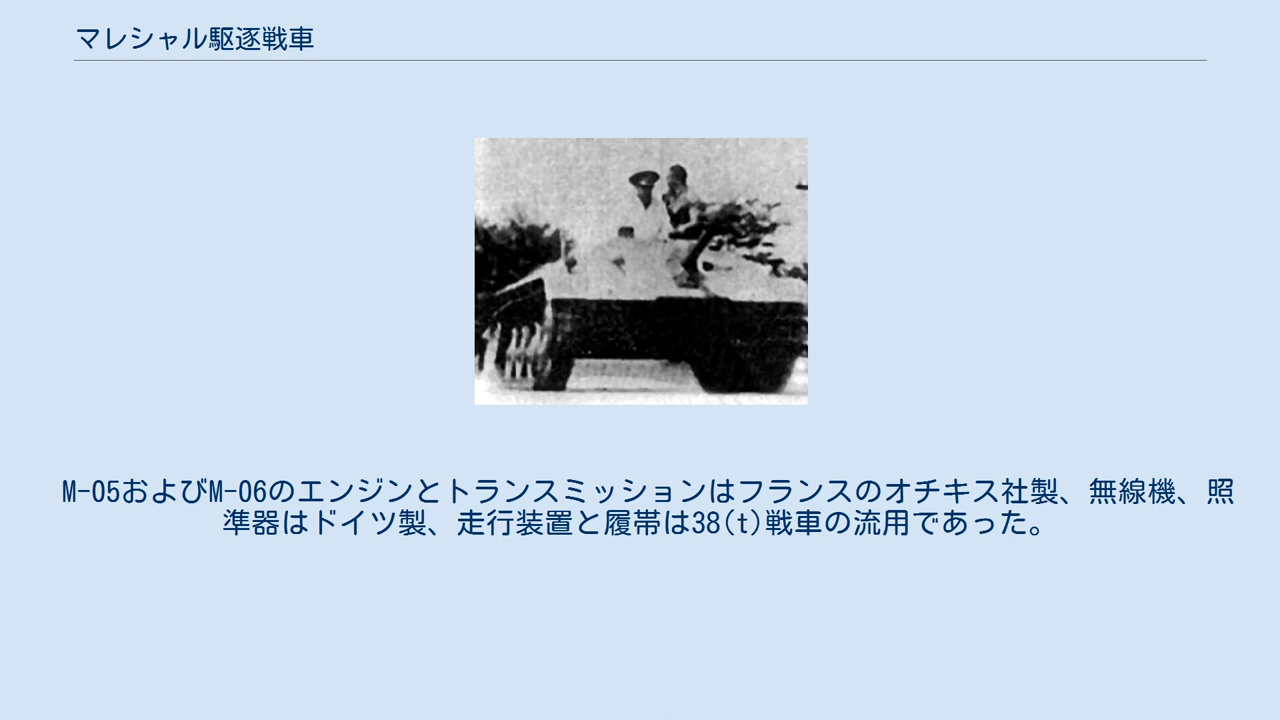 マレシャル駆逐戦車
M-05およびM-06のエンジンとトランスミッションはフランスのオチキス社製、無線機、照
準器はドイツ製、走行装置と履帯は38(t)戦車の流用であった。